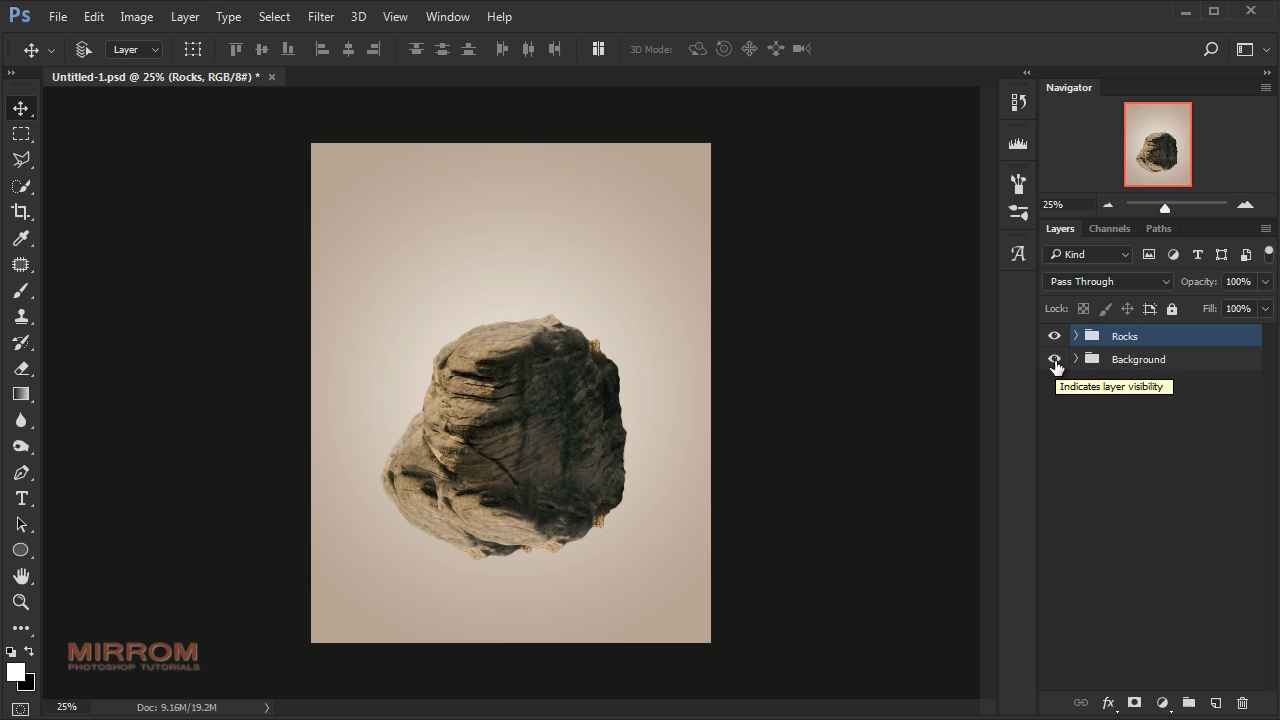 Ps File Edit Image Layer Type Select Filter 3D View Window Help
Layer 3D Mode:
Untitled-1.psd @ 25% (Rocks, RGB/8#) *
Navigator
25%
Layers Channels Paths
Kind
Pass Through Opacity: 100%
Lock: Fill: 100%
Rocks
Background
Indicates layer visibility
MIRROM
PHOTOSHOP TUTORIALS
25% Doc: 9.16M/19.2M